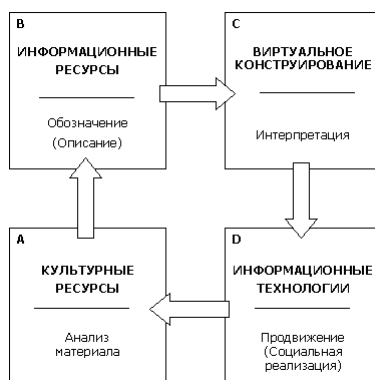 B
ИНФОРМАЦИОННЫЕ
РЕСУРСЫ
Обозначение
(Описание)
C
ВИРТУАЛЬНОЕ
КОНСТРУИРОВАНИЕ
Интерпретация
A
КУЛЬТУРНЫЕ
РЕСУРСЫ
Анализ
материала
D
ИНФОРМАЦИОННЫЕ
ТЕХНОЛОГИИ
Продвижение
(Социальная
реализация)